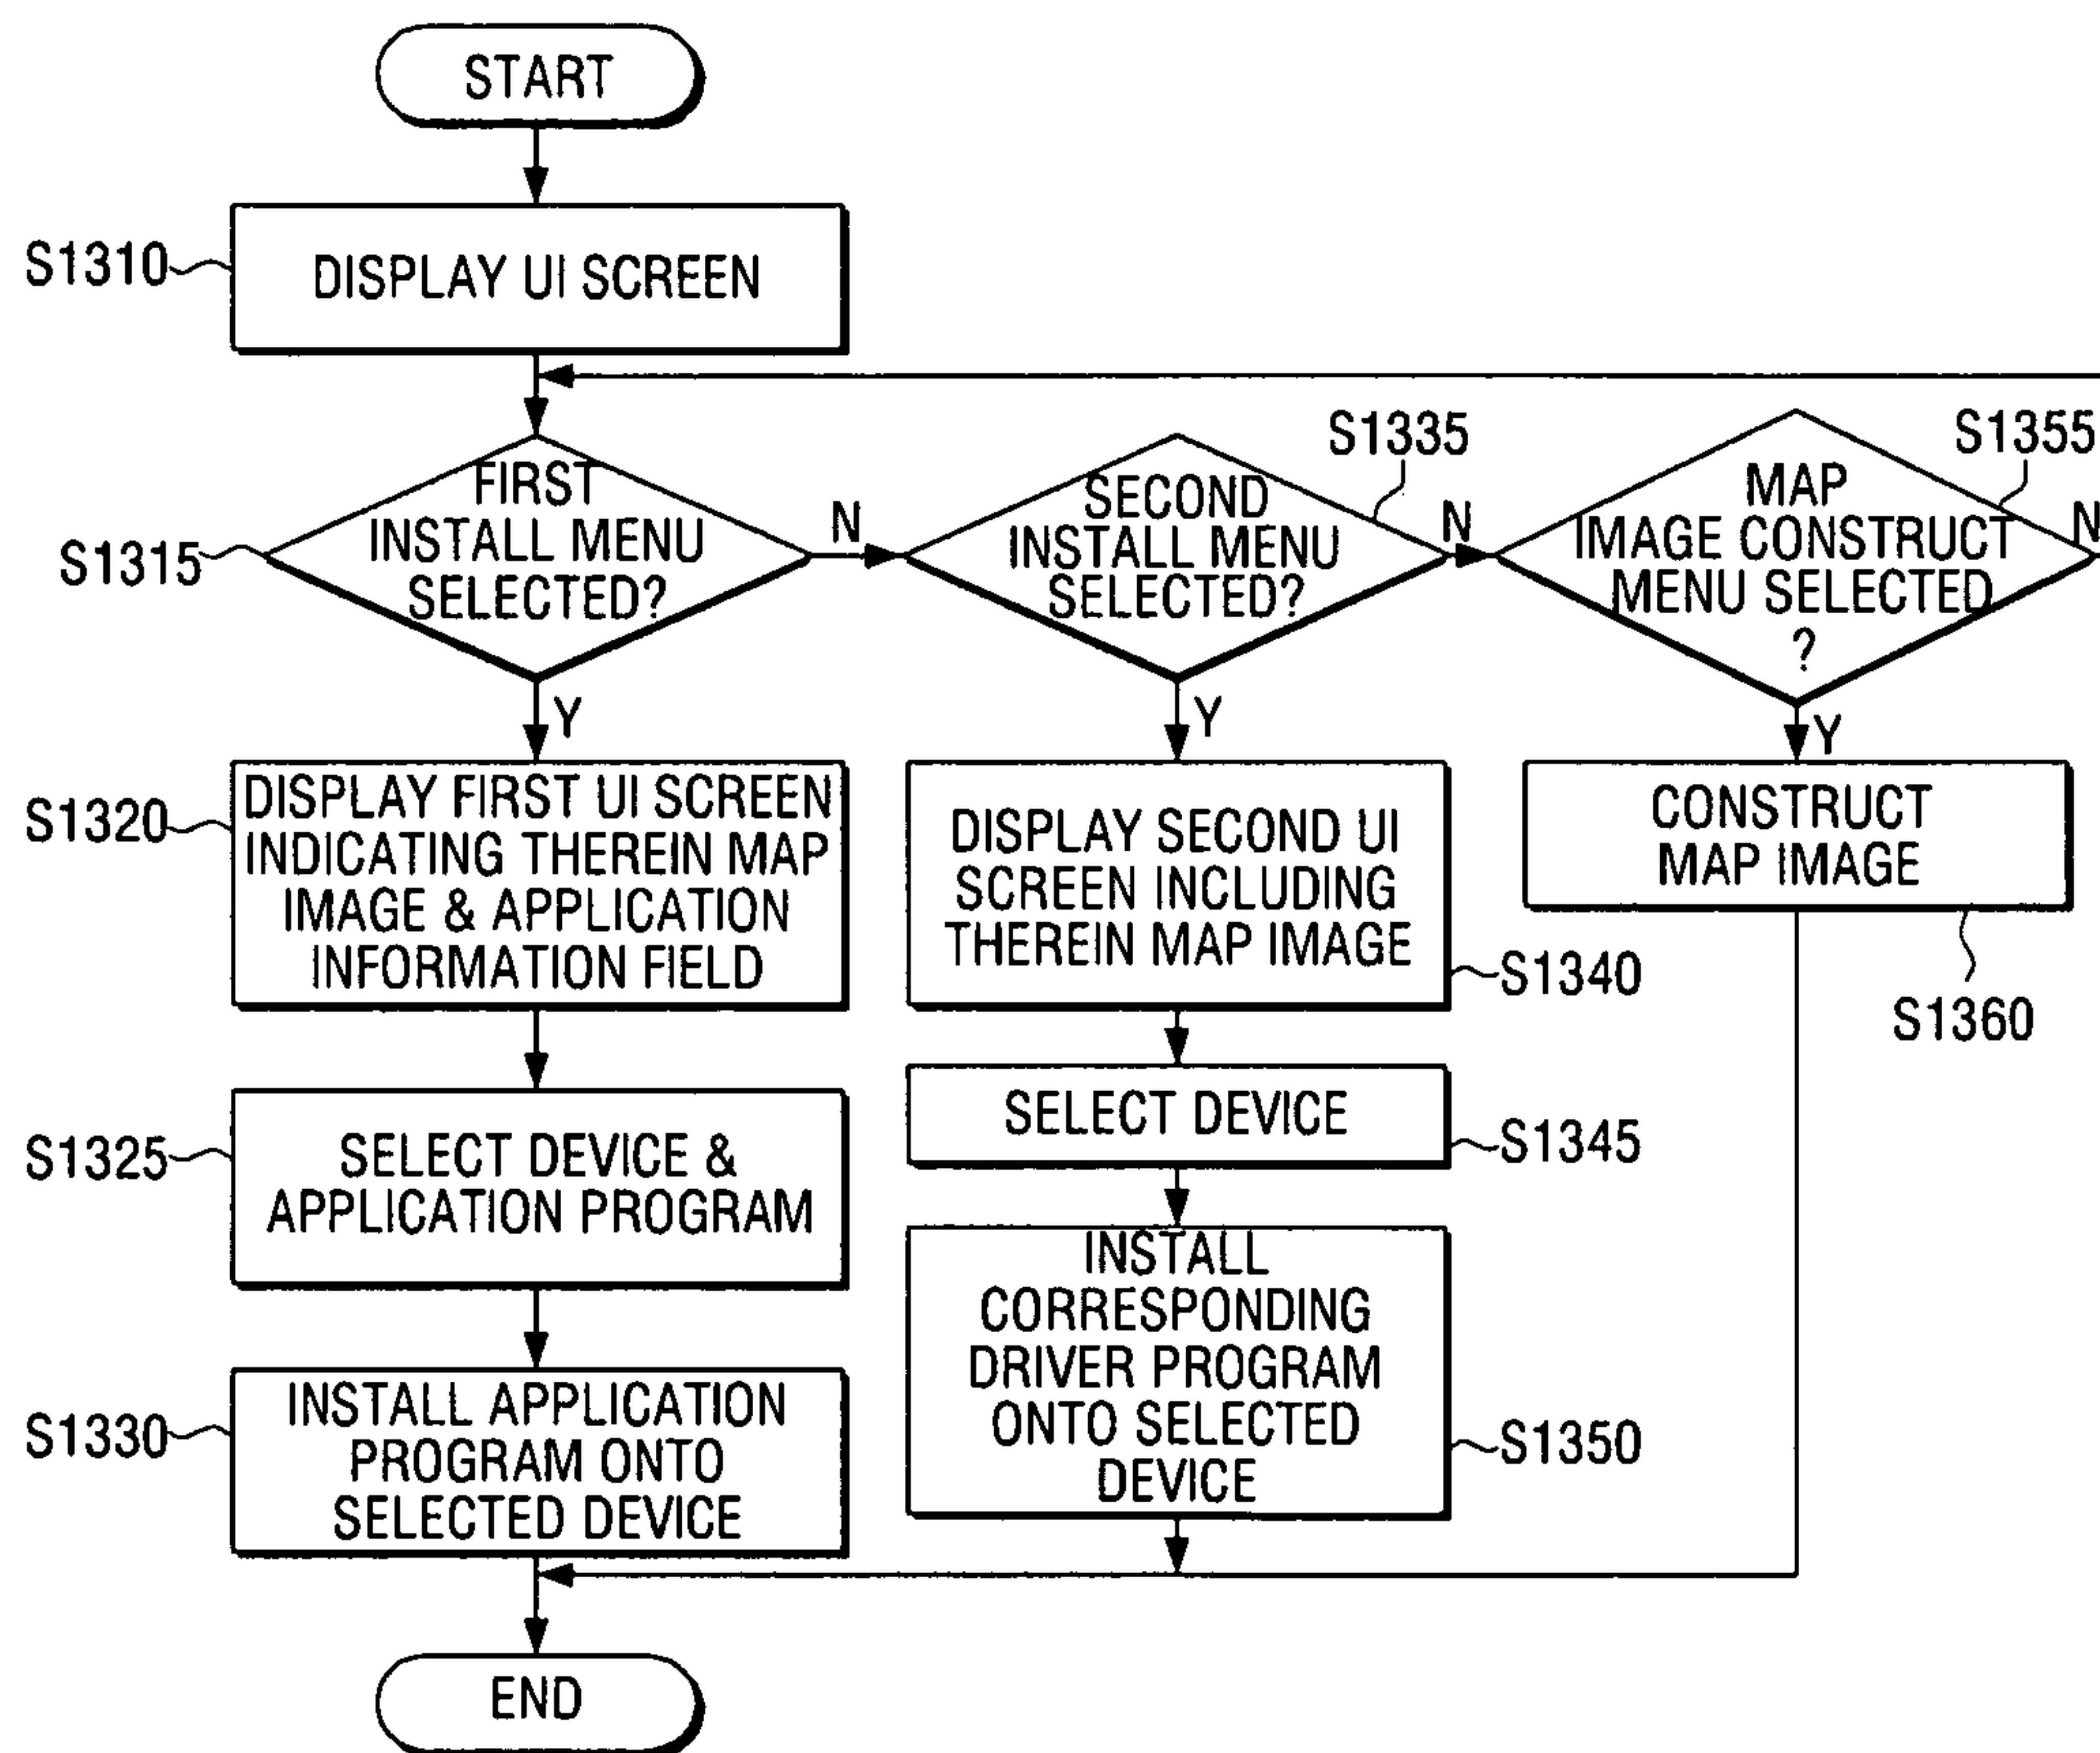 START
S1310
DISPLAY UI SCREEN
S1315
FIRST
INSTALL MENU
SELECTED?
N
Y
S1335
SECOND
INSTALL MENU
SELECTED?
N
Y
S1355
MAP
IMAGE CONSTRUCT
MENU SELECTED
?
N
Y
S1320
DISPLAY FIRST UI SCREEN
INDICATING THEREIN MAP
IMAGE & APPLICATION
INFORMATION FIELD
DISPLAY SECOND UI
SCREEN INCLUDING
THEREIN MAP IMAGE
S1340
CONSTRUCT
MAP IMAGE
S1360
S1325
SELECT DEVICE &
APPLICATION PROGRAM
SELECT DEVICE
S1345
S1330
INSTALL APPLICATION
PROGRAM ONTO
SELECTED DEVICE
INSTALL
CORRESPONDING
DRIVER PROGRAM
ONTO SELECTED
DEVICE
S1350
END